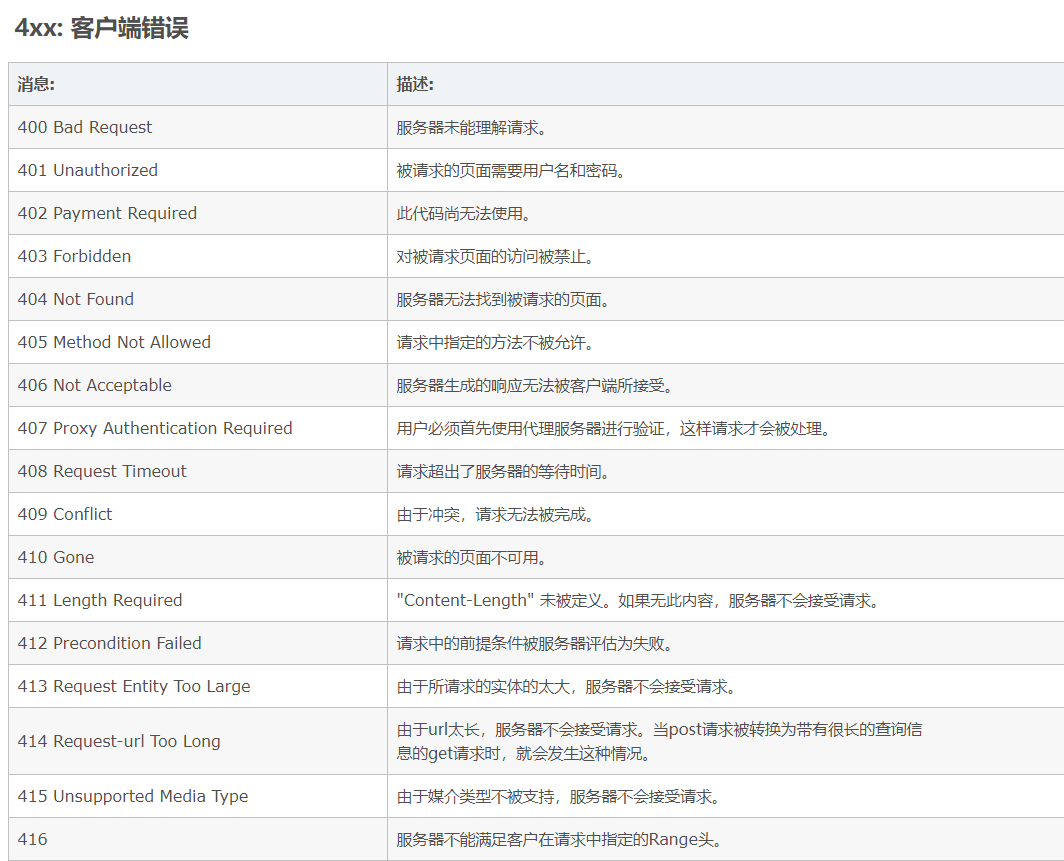 4xx: 客户端错误
消息: 描述:
400 Bad Request 服务器未能理解请求。
401 Unauthorized 被请求的页面需要用户名和密码。
402 Payment Required 此代码尚无法使用。
403 Forbidden 对被请求页面的访问被禁止。
404 Not Found 服务器无法找到被请求的页面。
405 Method Not Allowed 请求中指定的方法不被允许。
406 Not Acceptable 服务器生成的响应无法被客户端所接受。
407 Proxy Authentication Required 用户必须首先使用代理服务器进行验证，这样请求才会被处理。
408 Request Timeout 请求超出了服务器的等待时间。
409 Conflict 由于冲突，请求无法被完成。
410 Gone 被请求的页面不可用。
411 Length Required "Content-Length" 未被定义。如果无此内容，服务器不会接受请求。
412 Precondition Failed 请求中的前提条件被服务器评估为失败。
413 Request Entity Too Large 由于所请求的实体的太大，服务器不会接受请求。
414 Request-url Too Long 由于url太长，服务器不会接受请求。当post请求被转换为带有很长的查询信
息的get请求时，就会发生这种情况。
415 Unsupported Media Type 由于媒介类型不被支持，服务器不会接受请求。
416 服务器不能满足客户在请求中指定的Range头。